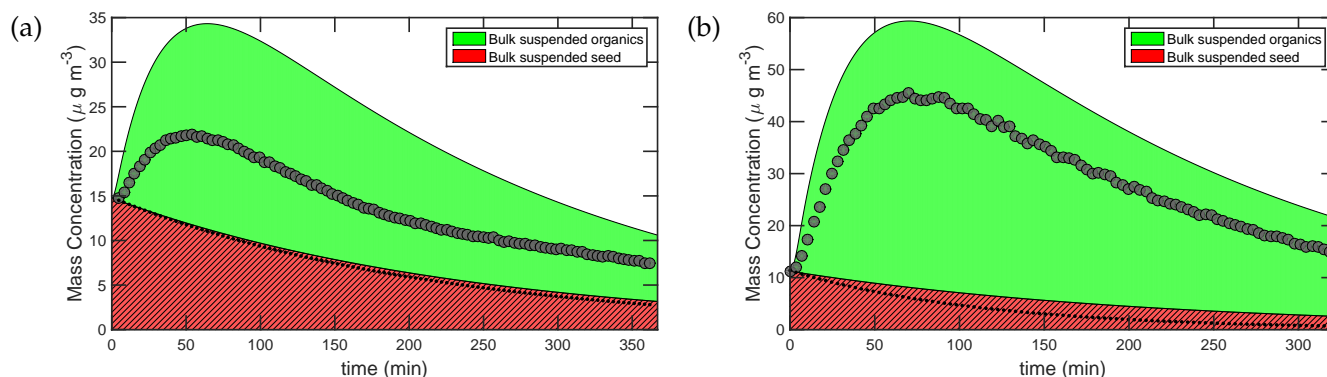 (a)
Mass Concentration (μ g m-3)
35
30
25
20
15
10
5
0
0 50 100 150 200 250 300 350
time (min)
Bulk suspended organics
Bulk suspended seed
(b)
Mass Concentration (μ g m-3)
60
50
40
30
20
10
0
0 50 100 150 200 250 300
time (min)
Bulk suspended organics
Bulk suspended seed